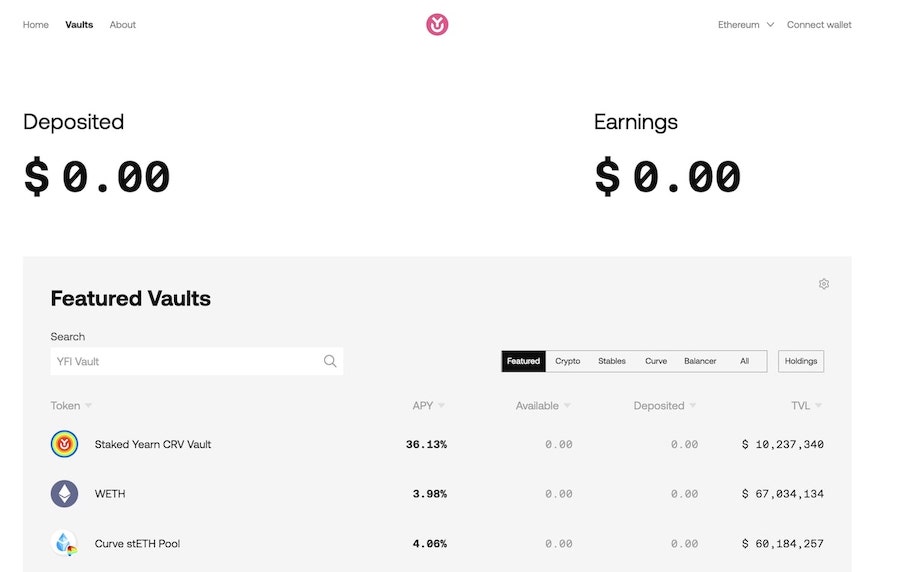 Home Vaults About Ethereum Connect wallet
Deposited Earnings
$ 0.00 $ 0.00
Featured Vaults
Search
YFI Vault
Featured Crypto Stables Curve Balancer All Holdings
Token APY Available Deposited TVL
Staked Yearn CRV Vault 36.13% 0.00 0.00 $ 10,237,340
WETH 3.98% 0.00 0.00 $ 67,034,134
Curve stETH Pool 4.06% 0.00 0.00 $ 60,184,257